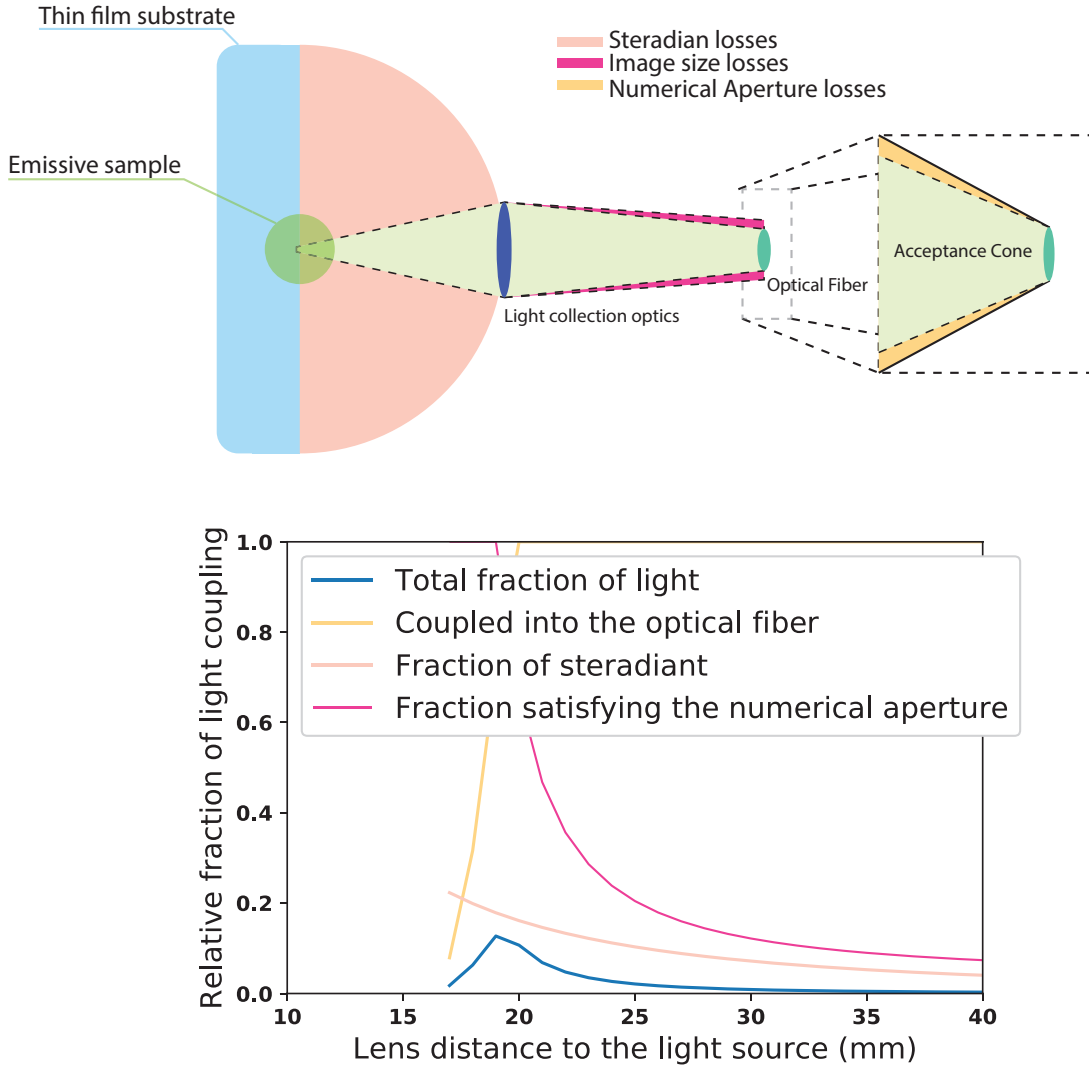 Thin film substrate
Steradian losses
Image size losses
Numerical Aperture losses
Emissive sample
Acceptance Cone
Optical Fiber
Light collection optics
Relative fraction of light coupling
1.0
0.8
0.6
0.4
0.2
0.0
Total fraction of light
Coupled into the optical fiber
Fraction of steradiant
Fraction satisfying the numerical aperture
10 15 20 25 30 35 40
Lens distance to the light source (mm)